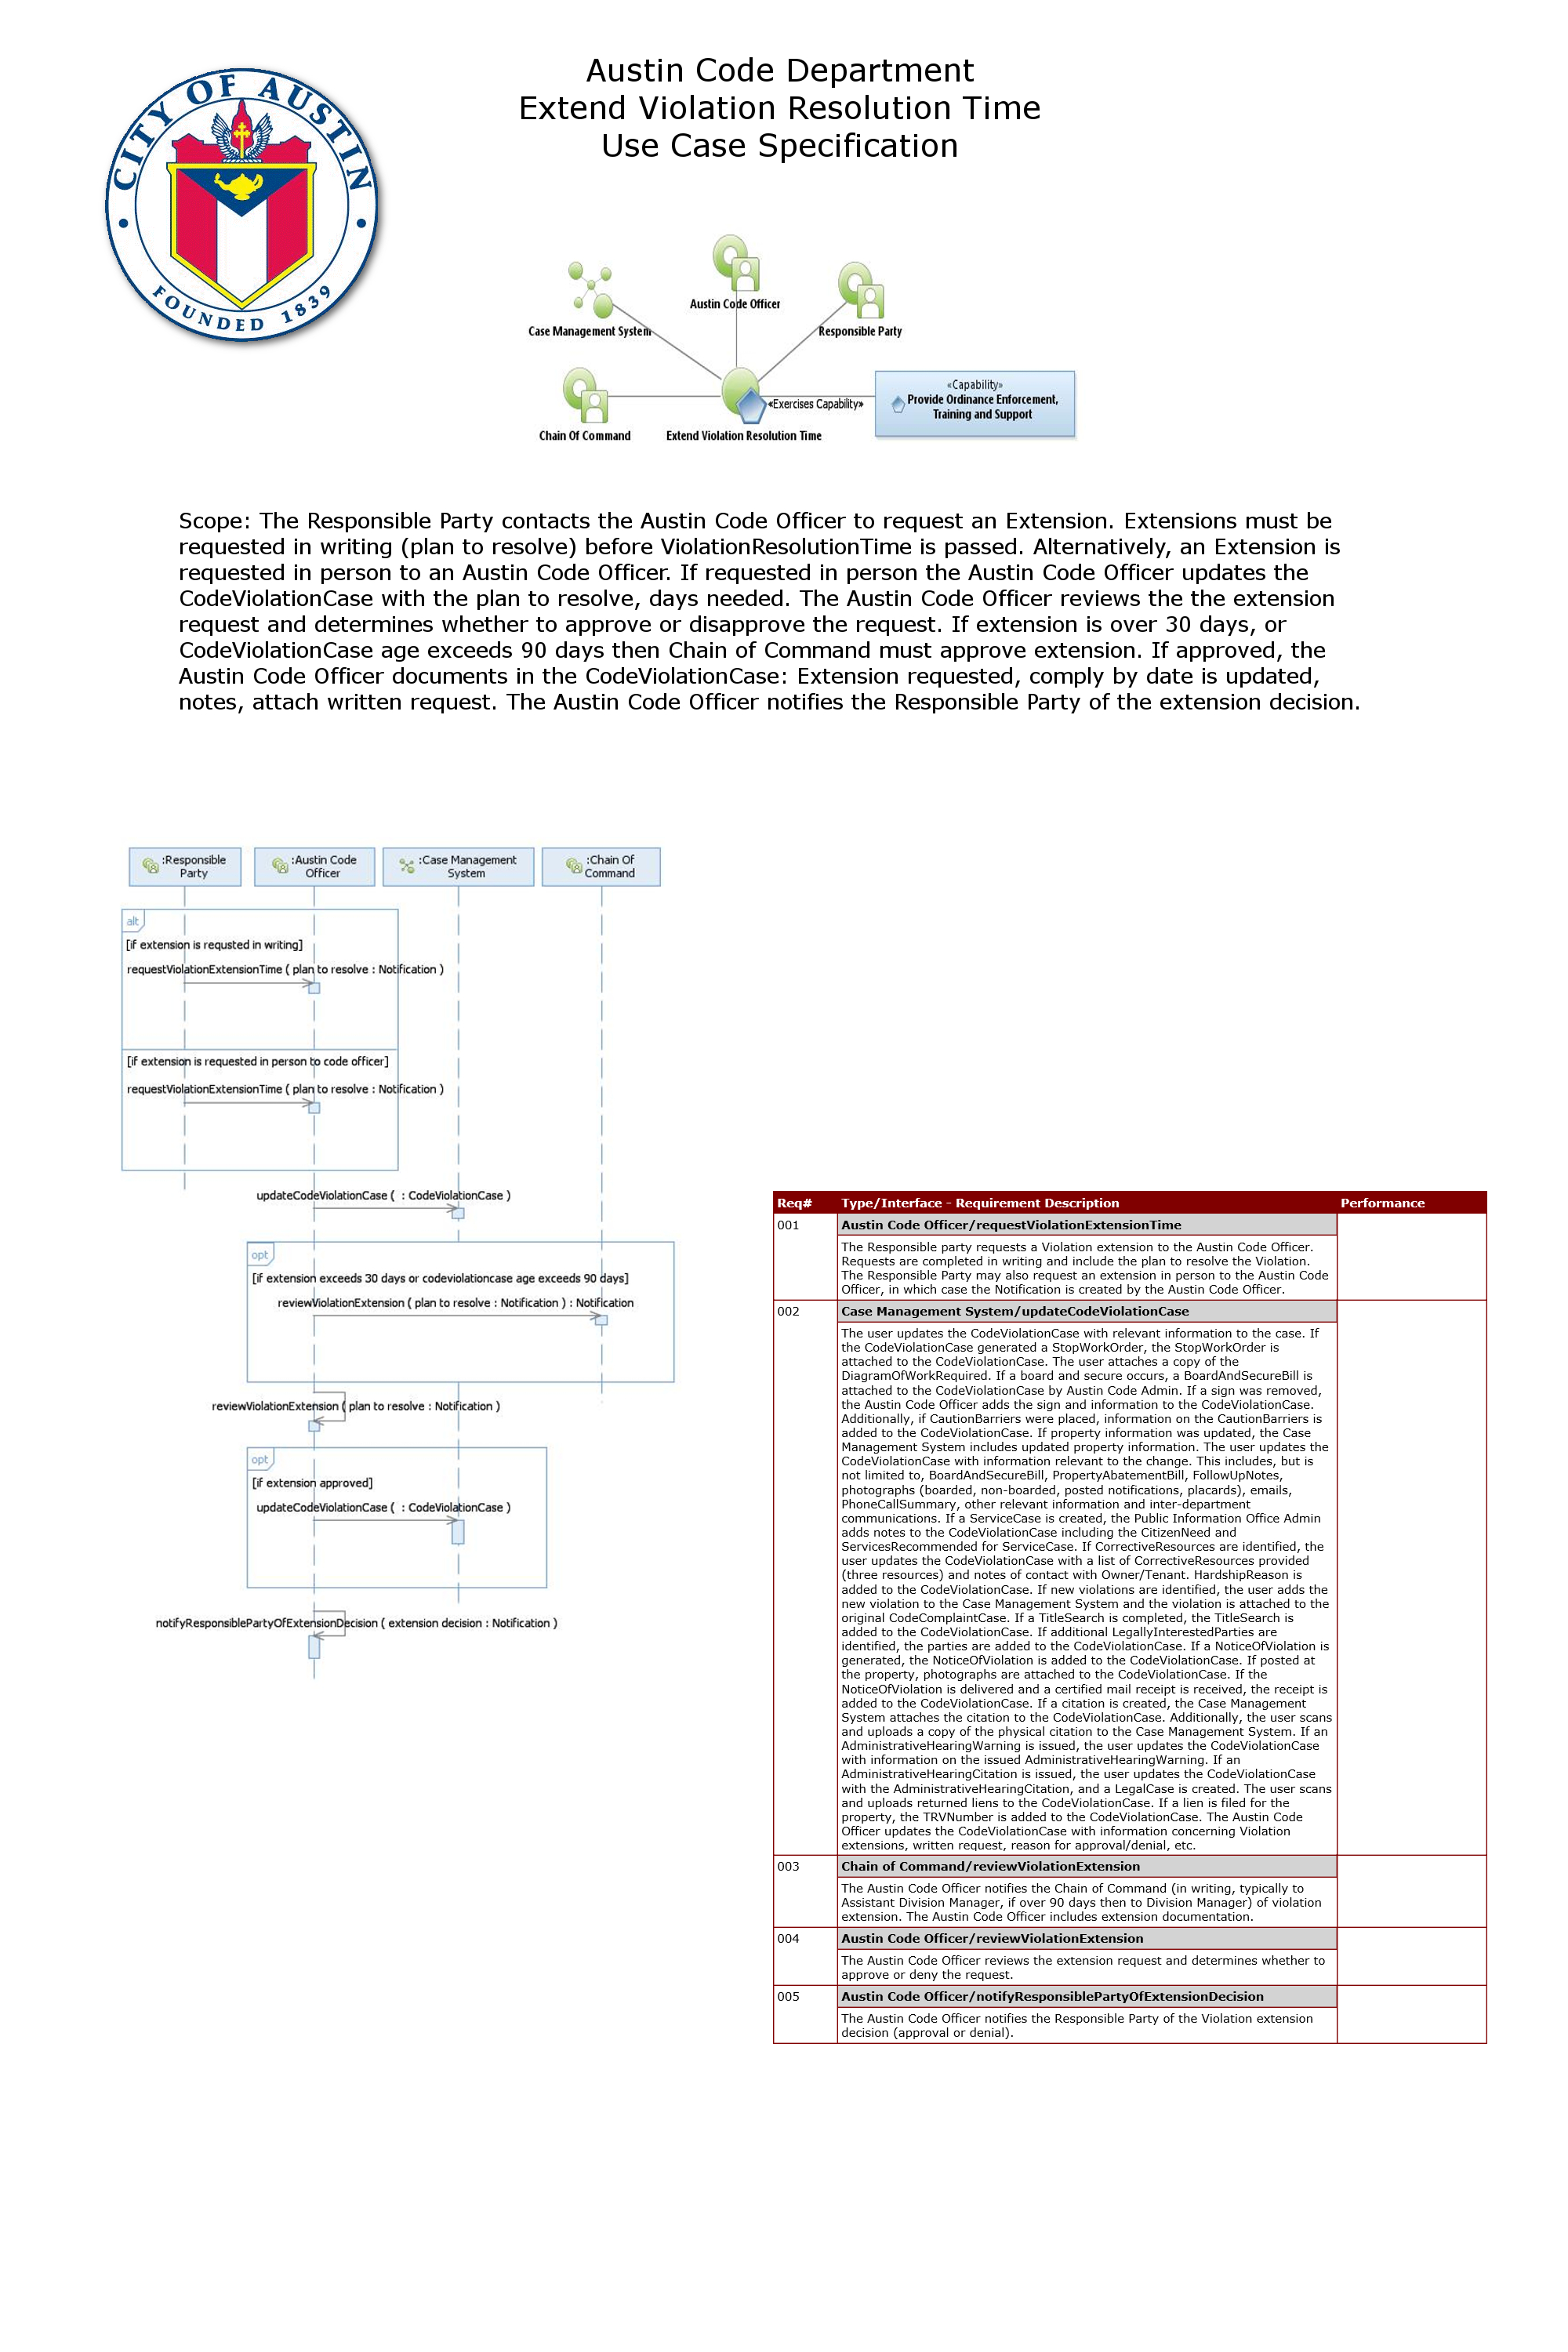 Austin Code Department
Extend Violation Resolution Time
Use Case Specification
CITY OF AUSTIN
FOUNDED 1839
Austin Code Officer
Case Management System
Responsible Party
«Capability»
Provide Ordinance Enforcement,
Training and Support
«Exercises Capability»
Chain Of Command
Extend Violation Resolution Time
Scope: The Responsible Party contacts the Austin Code Officer to request an Extension. Extensions must be
requested in writing (plan to resolve) before ViolationResolutionTime is passed. Alternatively, an Extension is
requested in person to an Austin Code Officer. If requested in person the Austin Code Officer updates the
CodeViolationCase with the plan to resolve, days needed. The Austin Code Officer reviews the the extension
request and determines whether to approve or disapprove the request. If extension is over 30 days, or
CodeViolationCase age exceeds 90 days then Chain of Command must approve extension. If approved, the
Austin Code Officer documents in the CodeViolationCase: Extension requested, comply by date is updated,
notes, attach written request. The Austin Code Officer notifies the Responsible Party of the extension decision.
:Responsible
Party
:Austin Code
Officer
:Case Management
System
:Chain Of
Command
alt
[if extension is requsted in writing]
requestViolationExtensionTime ( plan to resolve : Notification )
[if extension is requested in person to code officer]
requestViolationExtensionTime ( plan to resolve : Notification )
updateCodeViolationCase (  : CodeViolationCase )
opt
[if extension exceeds 30 days or codeviolationcase age exceeds 90 days]
reviewViolationExtension ( plan to resolve : Notification ) : Notification
reviewViolationExtension ( plan to resolve : Notification )
opt
[if extension approved]
updateCodeViolationCase (  : CodeViolationCase )
notifyResponsiblePartyOfExtensionDecision ( extension decision : Notification )
Req# Type/Interface - Requirement Description Performance
001 Austin Code Officer/requestViolationExtensionTime
The Responsible party requests a Violation extension to the Austin Code Officer.
Requests are completed in writing and include the plan to resolve the Violation.
The Responsible Party may also request an extension in person to the Austin Code
Officer, in which case the Notification is created by the Austin Code Officer.
002 Case Management System/updateCodeViolationCase
The user updates the CodeViolationCase with relevant information to the case. If
the CodeViolationCase generated a StopWorkOrder, the StopWorkOrder is
attached to the CodeViolationCase. The user attaches a copy of the
DiagramOfWorkRequired. If a board and secure occurs, a BoardAndSecureBill is
attached to the CodeViolationCase by Austin Code Admin. If a sign was removed,
the Austin Code Officer adds the sign and information to the CodeViolationCase.
Additionally, if CautionBarriers were placed, information on the CautionBarriers is
added to the CodeViolationCase. If property information was updated, the Case
Management System includes updated property information. The user updates the
CodeViolationCase with information relevant to the change. This includes, but is
not limited to, BoardAndSecureBill, PropertyAbatementBill, FollowUpNotes,
photographs (boarded, non-boarded, posted notifications, placards), emails,
PhoneCallSummary, other relevant information and inter-department
communications. If a ServiceCase is created, the Public Information Office Admin
adds notes to the CodeViolationCase including the CitizenNeed and
ServicesRecommended for ServiceCase. If CorrectiveResources are identified, the
user updates the CodeViolationCase with a list of CorrectiveResources provided
(three resources) and notes of contact with Owner/Tenant. HardshipReason is
added to the CodeViolationCase. If new violations are identified, the user adds the
new violation to the Case Management System and the violation is attached to the
original CodeComplaintCase. If a TitleSearch is completed, the TitleSearch is
added to the CodeViolationCase. If additional LegallyInterestedParties are
identified, the parties are added to the CodeViolationCase. If a NoticeOfViolation is
generated, the NoticeOfViolation is added to the CodeViolationCase. If posted at
the property, photographs are attached to the CodeViolationCase. If the
NoticeOfViolation is delivered and a certified mail receipt is received, the receipt is
added to the CodeViolationCase. If a citation is created, the Case Management
System attaches the citation to the CodeViolationCase. Additionally, the user scans
and uploads a copy of the physical citation to the Case Management System. If an
AdministrativeHearingWarning is issued, the user updates the CodeViolationCase
with information on the issued AdministrativeHearingWarning. If an
AdministrativeHearingCitation is issued, the user updates the CodeViolationCase
with the AdministrativeHearingCitation, and a LegalCase is created. The user scans
and uploads returned liens to the CodeViolationCase. If a lien is filed for the
property, the TRVNumber is added to the CodeViolationCase. The Austin Code
Officer updates the CodeViolationCase with information concerning Violation
extensions, written request, reason for approval/denial, etc.
003 Chain of Command/reviewViolationExtension
The Austin Code Officer notifies the Chain of Command (in writing, typically to
Assistant Division Manager, if over 90 days then to Division Manager) of violation
extension. The Austin Code Officer includes extension documentation.
004 Austin Code Officer/reviewViolationExtension
The Austin Code Officer reviews the extension request and determines whether to
approve or deny the request.
005 Austin Code Officer/notifyResponsiblePartyOfExtensionDecision
The Austin Code Officer notifies the Responsible Party of the Violation extension
decision (approval or denial).